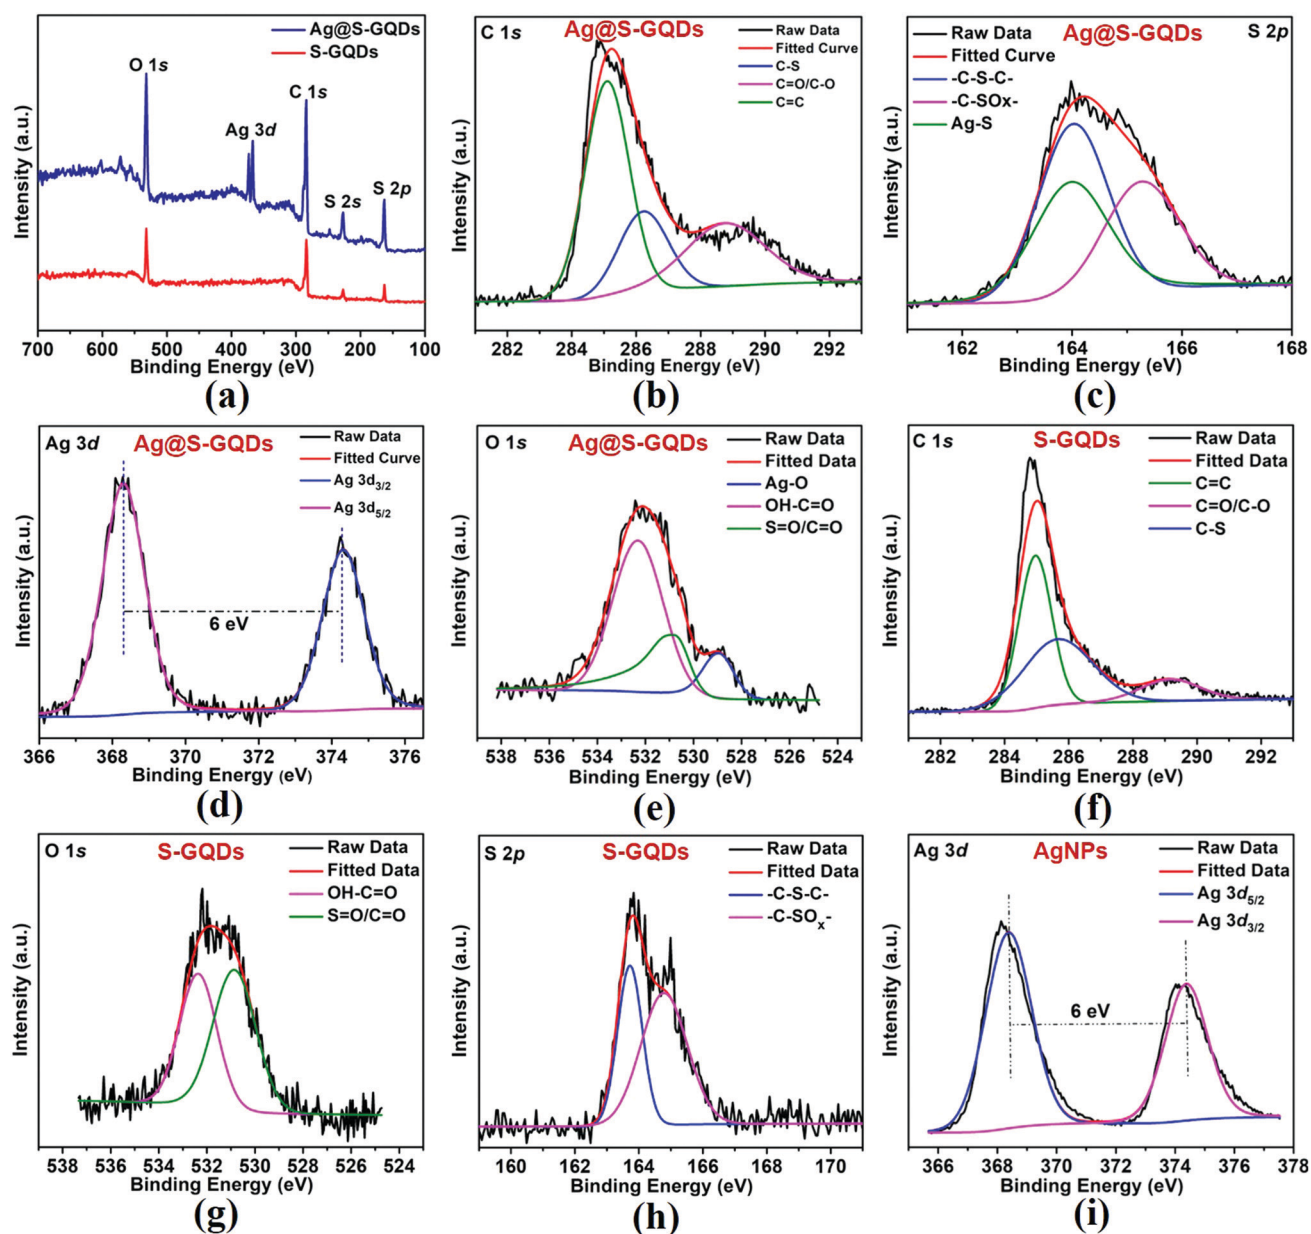 Ag@S-GQDs
S-GQDs
O 1s
Ag 3d
C 1s
S 2s
S 2p
Intensity (a.u.)
700 600 500 400 300 200 100
Binding Energy (eV)
(a)
C 1s
Ag@S-GQDs
Raw Data
Fitted Curve
C-S
C=O/C-O
C=C
Intensity (a.u.)
282 284 286 288 290 292
Binding Energy (eV)
(b)
Ag@S-GQDs
S 2p
Raw Data
Fitted Curve
-C-S-C-
-C-SOx-
Ag-S
Intensity (a.u.)
162 164 166 168
Binding Energy (eV)
(c)
Ag 3d
Ag@S-GQDs
Raw Data
Fitted Curve
Ag 3d3/2
Ag 3d5/2
6 eV
Intensity (a.u.)
366 368 370 372 374 376
Binding Energy (eV)
(d)
O 1s
Ag@S-GQDs
Raw Data
Fitted Data
Ag-O
OH-C=O
S=O/C=O
Intensity (a.u.)
538 536 534 532 530 528 526 524
Binding Energy (eV)
(e)
C 1s
S-GQDs
Raw Data
Fitted Data
C=C
C=O/C-O
C-S
Intensity (a.u.)
282 284 286 288 290 292
Binding Energy (eV)
(f)
O 1s
S-GQDs
Raw Data
Fitted Data
OH-C=O
S=O/C=O
Intensity (a.u.)
538 536 534 532 530 528 526 524
Binding Energy (eV)
(g)
S 2p
S-GQDs
Raw Data
Fitted Data
-C-S-C-
-C-SOx-
Intensity (a.u.)
160 162 164 166 168 170
Binding Energy (eV)
(h)
Ag 3d
AgNPs
Raw Data
Fitted Data
Ag 3d5/2
Ag 3d3/2
6 eV
Intensity (a.u.)
366 368 370 372 374 376 378
Binding Energy (eV)
(i)